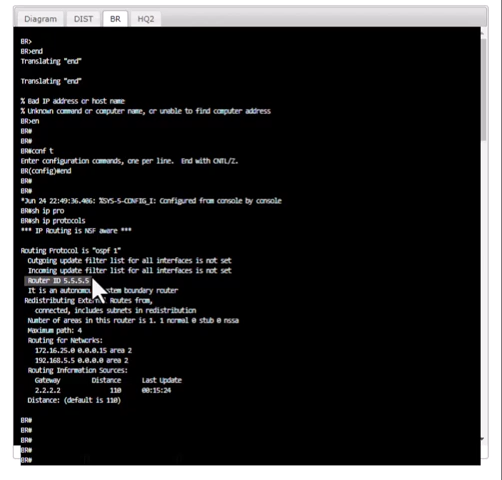 Diagram DIST BR HQ2
BR>
BR>end
Translating "end"
Translating "end"
% Bad IP address or host name
% Unknown command or computer name, or unable to find computer address
BR>en
BR#
BR#
BR#conf t
Enter configuration commands, one per line. End with CNTL/Z.
BR(config)#end
BR#
BR#
*Jun 24 22:49:36.406: %SYS-5-CONFIG_I: Configured from console by console
BR#sh ip pro
BR#sh ip protocols
*** IP Routing is NSF aware ***
Routing Protocol is "ospf 1"
Outgoing update filter list for all interfaces is not set
Incoming update filter list for all interfaces is not set
Router ID 5.5.5.5
It is an autonomous system boundary router
Redistributing External Routes from,
connected, includes subnets in redistribution
Number of areas in this router is 1. 1 normal 0 stub 0 nssa
Maximum path: 4
Routing for Networks:
172.16.25.0 0.0.0.15 area 2
192.168.5.5 0.0.0.0 area 2
Routing Information Sources:
Gateway Distance Last Update
2.2.2.2 110 00:15:24
Distance: (default is 110)
BR#
BR#
BR#
BR#
BR#